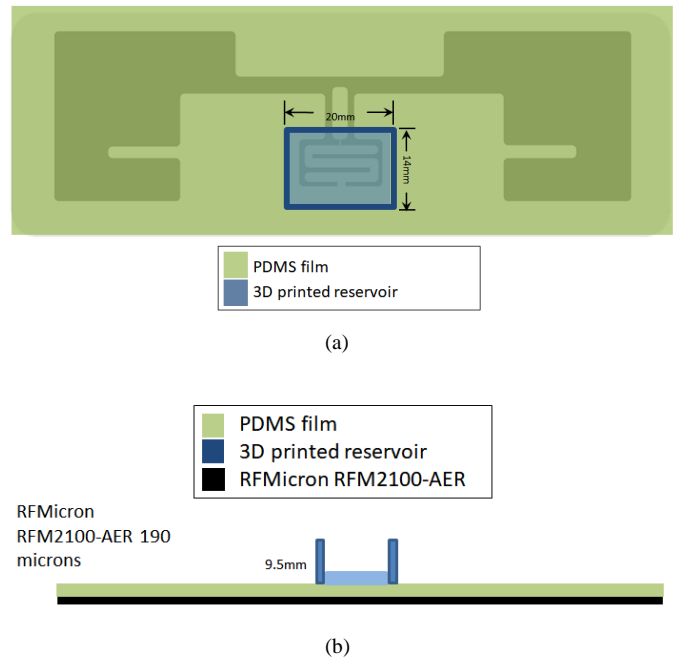 20mm
14mm
PDMS film
3D printed reservoir
(a)
PDMS film
3D printed reservoir
RFMicron RFM2100-AER
RFMicron
RFM2100-AER 190
microns
9.5mm
(b)